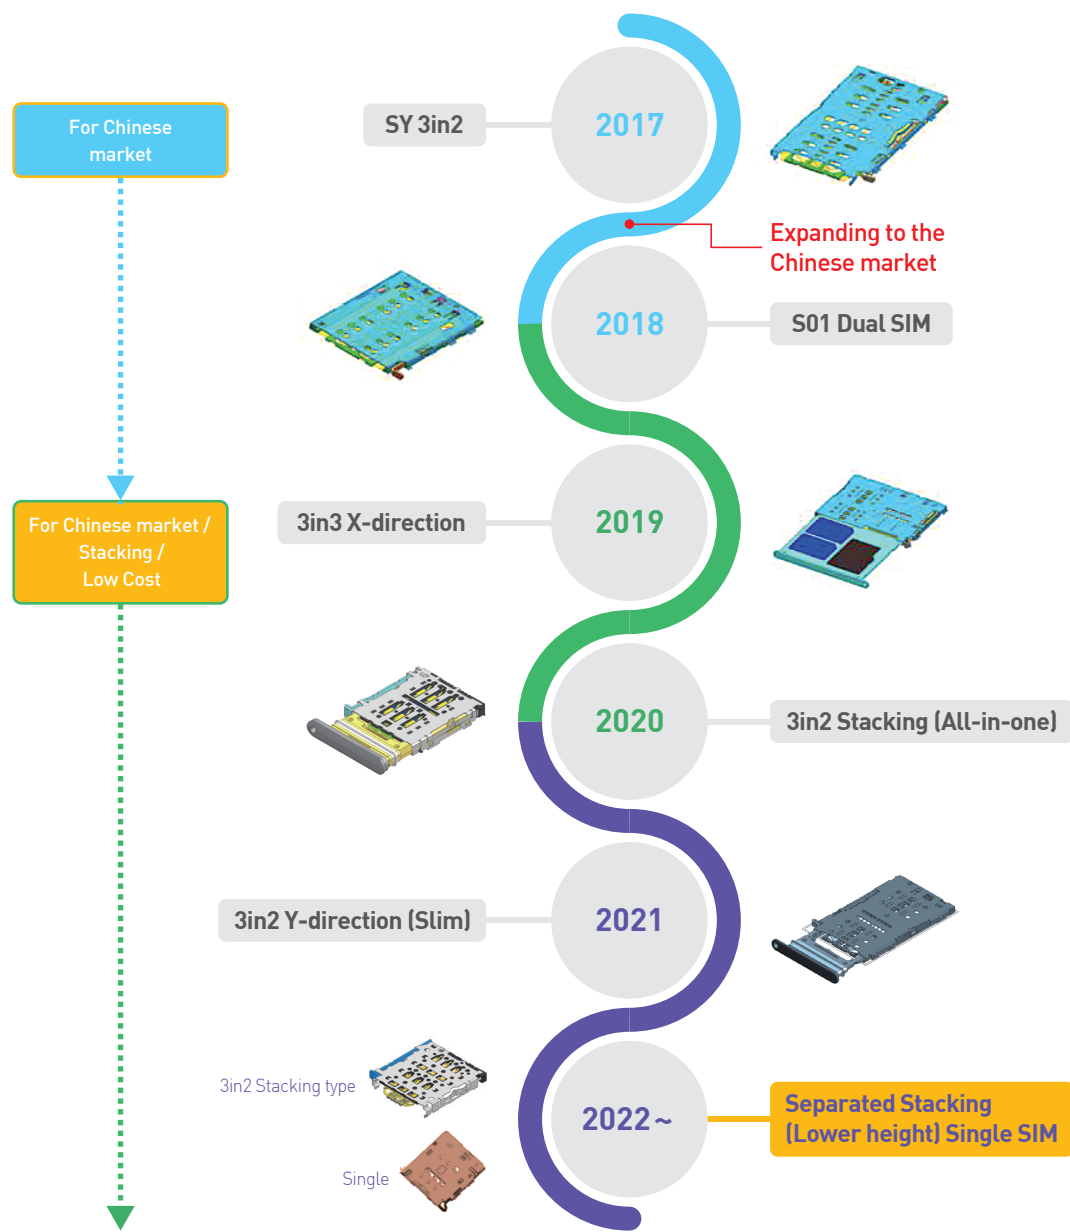 For Chinese
market
SY 3in2
2017
Expanding to the
Chinese market
2018
S01 Dual SIM
For Chinese market /
Stacking /
Low Cost
3in3 X-direction
2019
2020
3in2 Stacking (All-in-one)
3in2 Y-direction (Slim)
2021
3in2 Stacking type
Single
2022~
Separated Stacking
(Lower height) Single SIM